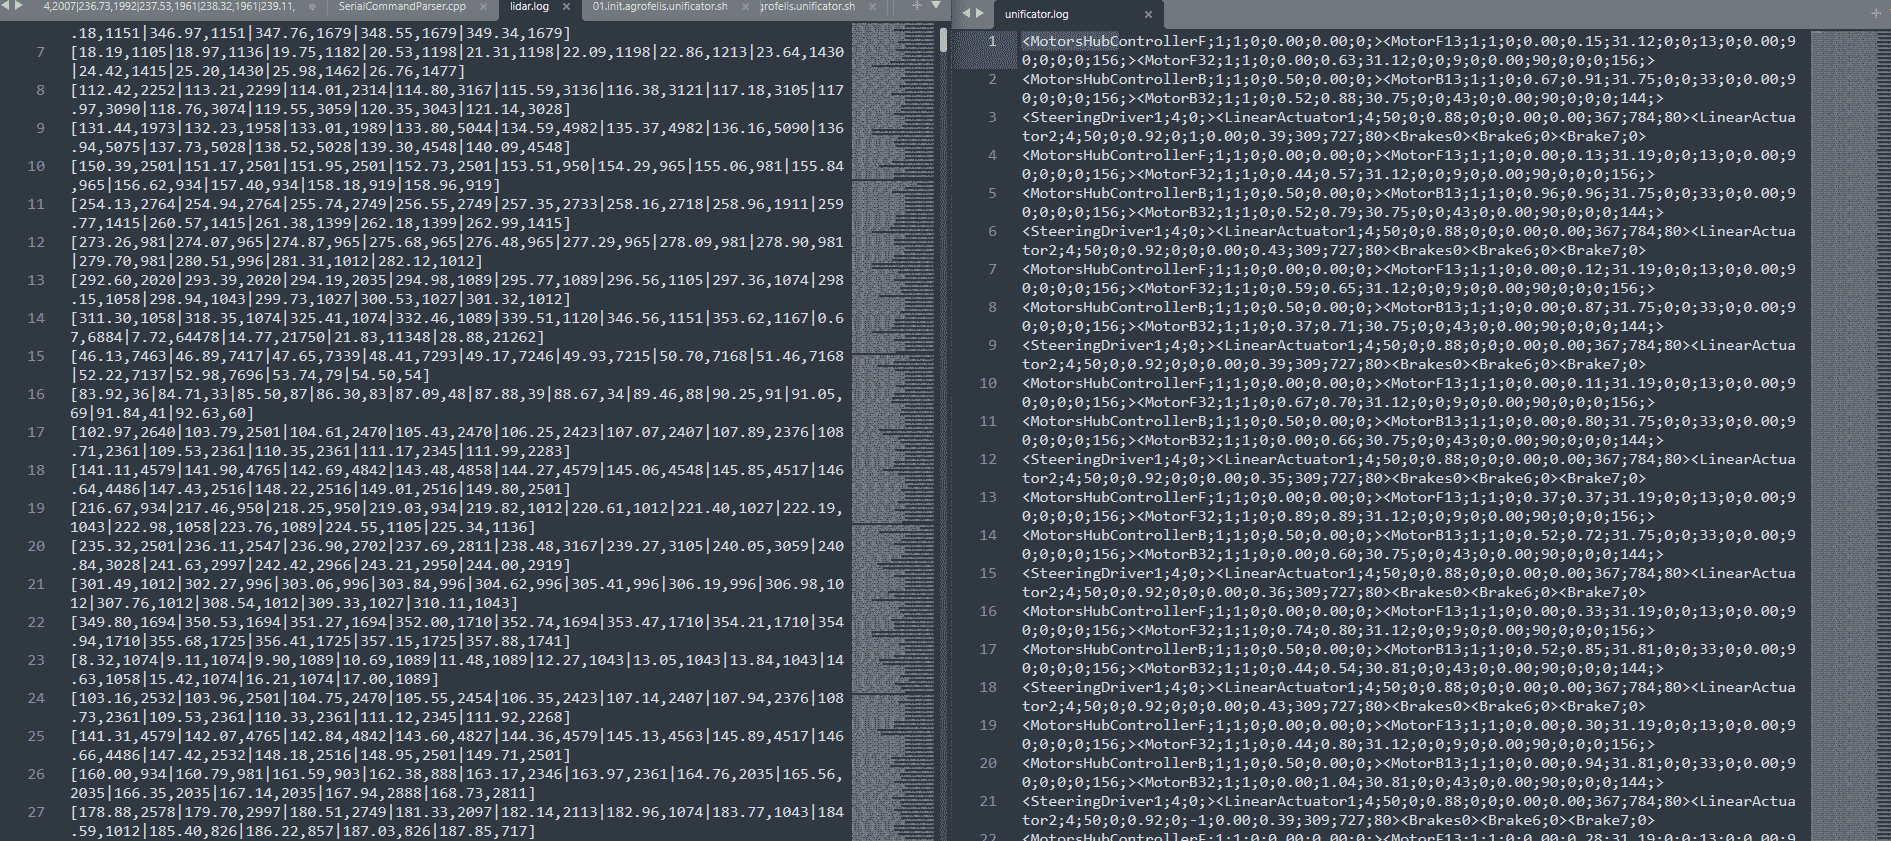 4,2007|236.73,1992|237.53,1961|238.32,1961|239.11,
SerialCommandParser.cpp
lidar.log
01.init.agrofelis.unificator.sh
grofelis.unificator.sh
.18,1151|346.97,1151|347.76,1679|348.55,1679|349.34,1679]
7 [18.19,1105|18.97,1136|19.75,1182|20.53,1198|21.31,1198|22.09,1198|22.86,1213|23.64,1430
|24.42,1415|25.20,1430|25.98,1462|26.76,1477]
8 [112.42,2252|113.21,2299|114.01,2314|114.80,3167|115.59,3136|116.38,3121|117.18,3105|117
.97,3090|118.76,3074|119.55,3059|120.35,3043|121.14,3028]
9 [131.44,1973|132.23,1958|133.01,1989|133.80,5044|134.59,4982|135.37,4982|136.16,5090|136
.94,5075|137.73,5028|138.52,5028|139.30,4548|140.09,4548]
10 [150.39,2501|151.17,2501|151.95,2501|152.73,2501|153.51,950|154.29,965|155.06,981|155.84
,965|156.62,934|157.40,934|158.18,919|158.96,919]
11 [254.13,2764|254.94,2764|255.74,2749|256.55,2749|257.35,2733|258.16,2718|258.96,1911|259
.77,1415|260.57,1415|261.38,1399|262.18,1399|262.99,1415]
12 [273.26,981|274.07,965|274.87,965|275.68,965|276.48,965|277.29,965|278.09,981|278.90,981
|279.70,981|280.51,996|281.31,1012|282.12,1012]
13 [292.60,2020|293.39,2020|294.19,2035|294.98,1089|295.77,1089|296.56,1105|297.36,1074|298
.15,1058|298.94,1043|299.73,1027|300.53,1027|301.32,1012]
14 [311.30,1058|318.35,1074|325.41,1074|332.46,1089|339.51,1120|346.56,1151|353.62,1167|0.6
7,6884|7.72,64478|14.77,21750|21.83,11348|28.88,21262]
15 [46.13,7463|46.89,7417|47.65,7339|48.41,7293|49.17,7246|49.93,7215|50.70,7168|51.46,7168
|52.22,7137|52.98,7696|53.74,79|54.50,54]
16 [83.92,36|84.71,33|85.50,87|86.30,83|87.09,48|87.88,39|88.67,34|89.46,88|90.25,91|91.05,
69|91.84,41|92.63,60]
17 [102.97,2640|103.79,2501|104.61,2470|105.43,2470|106.25,2423|107.07,2407|107.89,2376|108
.71,2361|109.53,2361|110.35,2361|111.17,2345|111.99,2283]
18 [141.11,4579|141.90,4765|142.69,4842|143.48,4858|144.27,4579|145.06,4548|145.85,4517|146
.64,4486|147.43,2516|148.22,2516|149.01,2516|149.80,2501]
19 [216.67,934|217.46,950|218.25,950|219.03,934|219.82,1012|220.61,1012|221.40,1027|222.19,
1043|222.98,1058|223.76,1089|224.55,1105|225.34,1136]
20 [235.32,2501|236.11,2547|236.90,2702|237.69,2811|238.48,3167|239.27,3105|240.05,3059|240
.84,3028|241.63,2997|242.42,2966|243.21,2950|244.00,2919]
21 [301.49,1012|302.27,996|303.06,996|303.84,996|304.62,996|305.41,996|306.19,996|306.98,10
12|307.76,1012|308.54,1012|309.33,1027|310.11,1043]
22 [349.80,1694|350.53,1694|351.27,1694|352.00,1710|352.74,1694|353.47,1710|354.21,1710|354
.94,1710|355.68,1725|356.41,1725|357.15,1725|357.88,1741]
23 [8.32,1074|9.11,1074|9.90,1089|10.69,1089|11.48,1089|12.27,1043|13.05,1043|13.84,1043|14
.63,1058|15.42,1074|16.21,1074|17.00,1089]
24 [103.16,2532|103.96,2501|104.75,2470|105.55,2454|106.35,2423|107.14,2407|107.94,2376|108
.73,2361|109.53,2361|110.33,2361|111.12,2345|111.92,2268]
25 [141.31,4579|142.07,4765|142.84,4842|143.60,4827|144.36,4579|145.13,4563|145.89,4517|146
.66,4486|147.42,2532|148.18,2516|148.95,2501|149.71,2501]
26 [160.00,934|160.79,981|161.59,903|162.38,888|163.17,2346|163.97,2361|164.76,2035|165.56,
2035|166.35,2035|167.14,2035|167.94,2888|168.73,2811]
27 [178.88,2578|179.70,2997|180.51,2749|181.33,2097|182.14,2113|182.96,1074|183.77,1043|184
.59,1012|185.40,826|186.22,857|187.03,826|187.85,717]
unificator.log
1 <MotorsHubControllerF;1;1;0;0.00;0.00;0;><MotorF13;1;1;0;0.00;0.15;31.12;0;0;13;0;0.00;9
0;0;0;0;156;><MotorF32;1;1;0;0.00;0.63;31.12;0;0;9;0;0.00;90;0;0;0;156;>
2 <MotorsHubControllerB;1;1;0;0.50;0.00;0;><MotorB13;1;1;0;0.67;0.91;31.75;0;0;33;0;0.00;9
0;0;0;0;156;><MotorB32;1;1;0;0.52;0.88;30.75;0;0;43;0;0.00;90;0;0;0;144;>
3 <SteeringDriver1;4;0;><LinearActuator1;4;50;0;0.88;0;0;0.00;0.00;367;784;80><LinearActua
tor2;4;50;0;0.92;0;1;0.00;0.39;309;727;80><Brakes0><Brake6;0><Brake7;0>
4 <MotorsHubControllerF;1;1;0;0.00;0.00;0;><MotorF13;1;1;0;0.00;0.13;31.19;0;0;13;0;0.00;9
0;0;0;0;156;><MotorF32;1;1;0;0.44;0.57;31.12;0;0;9;0;0.00;90;0;0;0;156;>
5 <MotorsHubControllerB;1;1;0;0.50;0.00;0;><MotorB13;1;1;0;0.96;0.96;31.75;0;0;33;0;0.00;9
0;0;0;0;156;><MotorB32;1;1;0;0.52;0.79;30.75;0;0;43;0;0.00;90;0;0;0;144;>
6 <SteeringDriver1;4;0;><LinearActuator1;4;50;0;0.88;0;0;0.00;0.00;367;784;80><LinearActua
tor2;4;50;0;0.92;0;0;0.00;0.43;309;727;80><Brakes0><Brake6;0><Brake7;0>
7 <MotorsHubControllerF;1;1;0;0.00;0.00;0;><MotorF13;1;1;0;0.00;0.12;31.19;0;0;13;0;0.00;9
0;0;0;0;156;><MotorF32;1;1;0;0.59;0.65;31.12;0;0;9;0;0.00;90;0;0;0;156;>
8 <MotorsHubControllerB;1;1;0;0.50;0.00;0;><MotorB13;1;1;0;0.00;0.87;31.75;0;0;33;0;0.00;9
0;0;0;0;156;><MotorB32;1;1;0;0.37;0.71;30.75;0;0;43;0;0.00;90;0;0;0;144;>
9 <SteeringDriver1;4;0;><LinearActuator1;4;50;0;0.88;0;0;0.00;0.00;367;784;80><LinearActua
tor2;4;50;0;0.92;0;0;0.00;0.39;309;727;80><Brakes0><Brake6;0><Brake7;0>
10 <MotorsHubControllerF;1;1;0;0.00;0.00;0;><MotorF13;1;1;0;0.00;0.11;31.19;0;0;13;0;0.00;9
0;0;0;0;156;><MotorF32;1;1;0;0.67;0.70;31.12;0;0;9;0;0.00;90;0;0;0;156;>
11 <MotorsHubControllerB;1;1;0;0.50;0.00;0;><MotorB13;1;1;0;0.00;0.80;31.75;0;0;33;0;0.00;9
0;0;0;0;156;><MotorB32;1;1;0;0.00;0.66;30.75;0;0;43;0;0.00;90;0;0;0;144;>
12 <SteeringDriver1;4;0;><LinearActuator1;4;50;0;0.88;0;0;0.00;0.00;367;784;80><LinearActua
tor2;4;50;0;0.92;0;0;0.00;0.35;309;727;80><Brakes0><Brake6;0><Brake7;0>
13 <MotorsHubControllerF;1;1;0;0.00;0.00;0;><MotorF13;1;1;0;0.37;0.37;31.19;0;0;13;0;0.00;9
0;0;0;0;156;><MotorF32;1;1;0;0.89;0.89;31.12;0;0;9;0;0.00;90;0;0;0;156;>
14 <MotorsHubControllerB;1;1;0;0.50;0.00;0;><MotorB13;1;1;0;0.52;0.72;31.75;0;0;33;0;0.00;9
0;0;0;0;156;><MotorB32;1;1;0;0.00;0.60;30.75;0;0;43;0;0.00;90;0;0;0;144;>
15 <SteeringDriver1;4;0;><LinearActuator1;4;50;0;0.88;0;0;0.00;0.00;367;784;80><LinearActua
tor2;4;50;0;0.92;0;0;0.00;0.36;309;727;80><Brakes0><Brake6;0><Brake7;0>
16 <MotorsHubControllerF;1;1;0;0.00;0.00;0;><MotorF13;1;1;0;0.00;0.33;31.19;0;0;13;0;0.00;9
0;0;0;0;156;><MotorF32;1;1;0;0.74;0.80;31.12;0;0;9;0;0.00;90;0;0;0;156;>
17 <MotorsHubControllerB;1;1;0;0.50;0.00;0;><MotorB13;1;1;0;0.52;0.85;31.81;0;0;33;0;0.00;9
0;0;0;0;156;><MotorB32;1;1;0;0.44;0.54;30.81;0;0;43;0;0.00;90;0;0;0;144;>
18 <SteeringDriver1;4;0;><LinearActuator1;4;50;0;0.88;0;0;0.00;0.00;367;784;80><LinearActua
tor2;4;50;0;0.92;0;0;0.00;0.43;309;727;80><Brakes0><Brake6;0><Brake7;0>
19 <MotorsHubControllerF;1;1;0;0.00;0.00;0;><MotorF13;1;1;0;0.00;0.30;31.19;0;0;13;0;0.00;9
0;0;0;0;156;><MotorF32;1;1;0;0.44;0.80;31.12;0;0;9;0;0.00;90;0;0;0;156;>
20 <MotorsHubControllerB;1;1;0;0.50;0.00;0;><MotorB13;1;1;0;0.00;0.94;31.81;0;0;33;0;0.00;9
0;0;0;0;156;><MotorB32;1;1;0;0.00;1.04;30.81;0;0;43;0;0.00;90;0;0;0;144;>
21 <SteeringDriver1;4;0;><LinearActuator1;4;50;0;0.88;0;0;0.00;0.00;367;784;80><LinearActua
tor2;4;50;0;0.92;0;-1;0.00;0.39;309;727;80><Brakes0><Brake6;0><Brake7;0>
22 <MotorsHubControllerF;1;1;0;0.00;0.00;0;><MotorF13;1;1;0;0.00;0.28;31.19;0;0;13;0;0.00;9